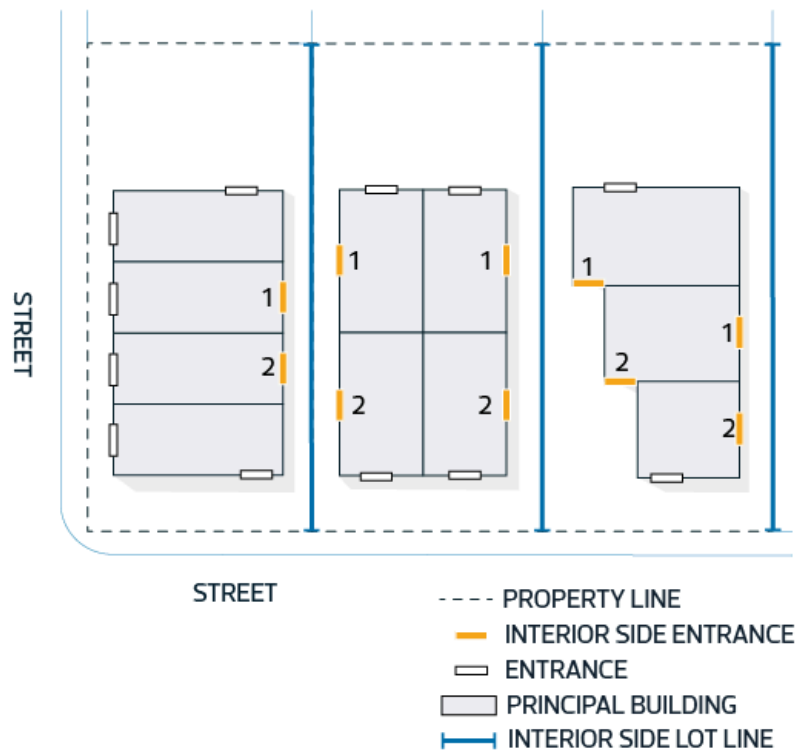 1
1
1
1
1
2
2
2
2
2
STREET
STREET
PROPERTY LINE
INTERIOR SIDE ENTRANCE
ENTRANCE
PRINCIPAL BUILDING
INTERIOR SIDE LOT LINE